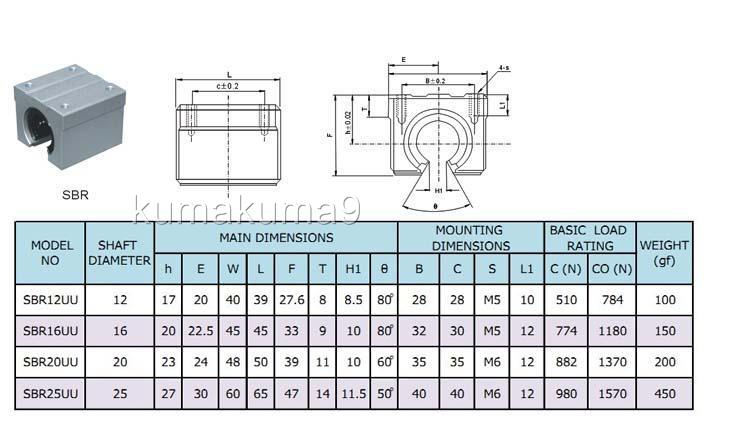 E
L
c±0.2
B±0.2
4-s
T
L1
h±0.02
F
H1
θ
SBR
kumakuma9
MODEL NO SHAFT DIAMETER MAIN DIMENSIONS MOUNTING DIMENSIONS BASIC LOAD RATING WEIGHT (gf)
h E W L F T H1 θ B C S L1 C (N) CO (N)
SBR12UU 12 17 20 40 39 27.6 8 8.5 80° 28 28 M5 10 510 784 100
SBR16UU 16 20 22.5 45 45 33 9 10 80° 32 30 M5 12 774 1180 150
SBR20UU 20 23 24 48 50 39 11 10 60° 35 35 M6 12 882 1370 200
SBR25UU 25 27 30 60 65 47 14 11.5 50° 40 40 M6 12 980 1570 450